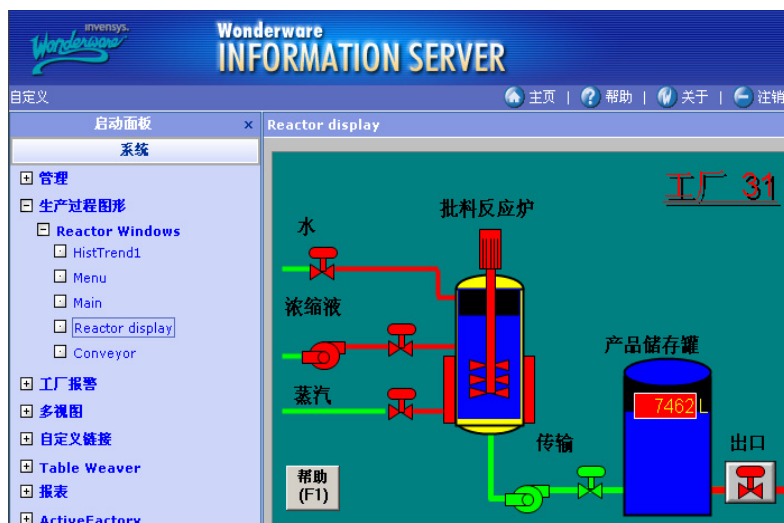 invensys.
Wonderware
Wonderware
INFORMATION SERVER
自定义
主页 | 帮助 | 关于 | 注销
启动面板 ×
Reactor display
系统
管理
生产过程图形
Reactor Windows
HistTrend1
Menu
Main
Reactor display
Conveyor
工厂报警
多视图
自定义链接
Table Weaver
报表
ActiveFactory
工厂 31
批料反应炉
水
浓缩液
蒸汽
产品储存罐
7462 L
传输
出口
帮助
(F1)